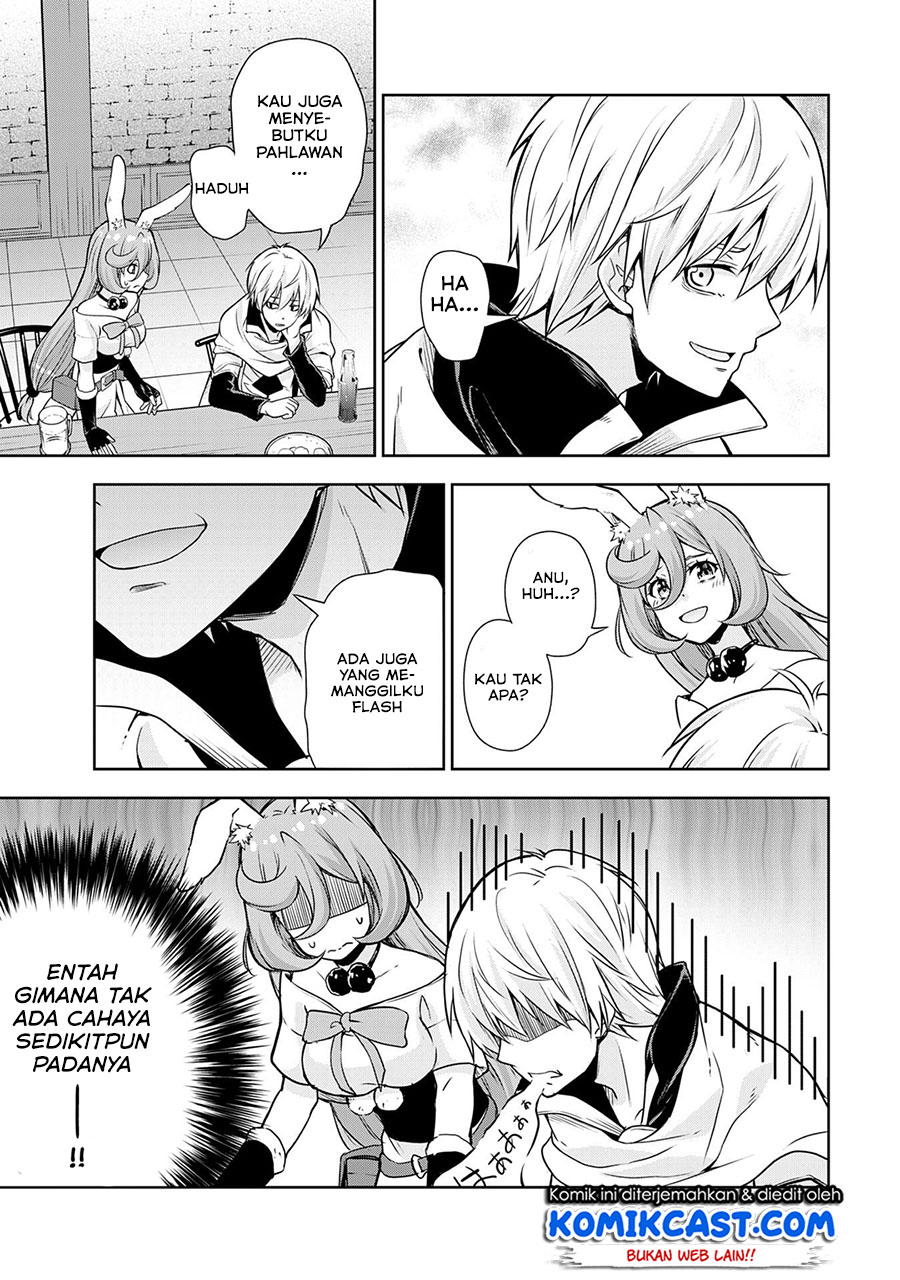 HA
HA...
KAU JUGA
MENYE-
BUTKU
PAHLAWAN
...
HADUH
ANU,
HUH...?
KAU TAK
APA?
ADA JUGA
YANG ME-
MANGGILKU
FLASH
ENTAH
GIMANA TAK
ADA CAHAYA
SEDIKITPUN
PADANYA
—
!!
Komik ini diterjemahkan & diedit oleh
KOMIKCAST.COM
BUKAN WEB LAIN!!